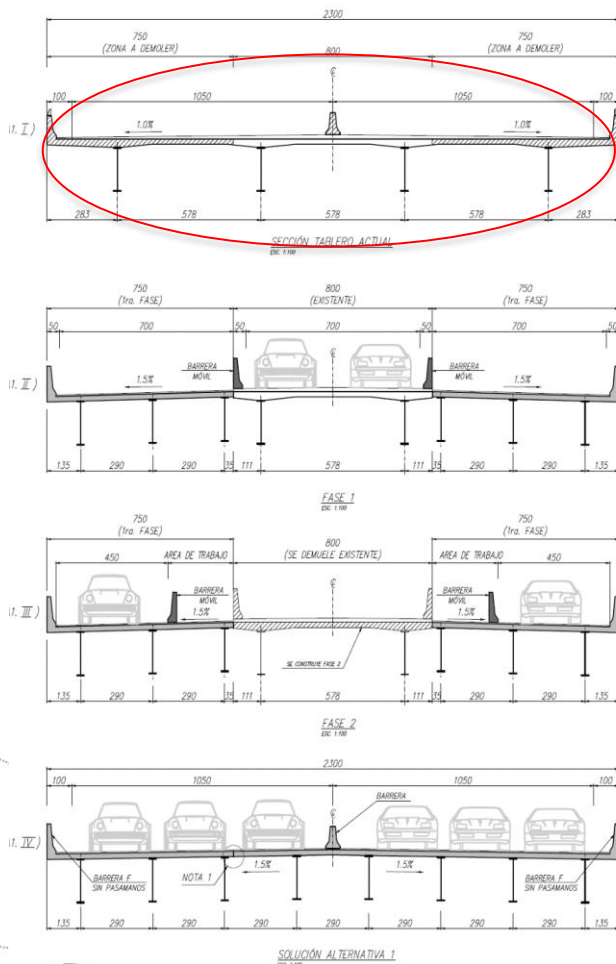 2300
750 800 750
(ZONA A DEMOLER) (ZONA A DEMOLER)
℄
100 1050 1050 100
1. I)
1.0% 1.0%
283 578 578 578 283
SECCIÓN TABLERO ACTUAL
ESC. 1:100
750 800 750
(1ra. FASE) (EXISTENTE) (1ra. FASE)
50 700 50 700 50 700 50
℄
1. II)
1.5% BARRERA MÓVIL BARRERA MÓVIL 1.5%
135 290 290 35 111 578 111 35 290 290 135
FASE 1
ESC. 1:100
750 750
(1ra. FASE) 800 (1ra. FASE)
450 AREA DE TRABAJO (SE DEMUELE EXISTENTE) AREA DE TRABAJO 450
℄
1. III)
BARRERA MÓVIL BARRERA MÓVIL
1.5% 1.5%
SE CONSTRUYE FASE 2
135 290 290 35 111 578 111 35 290 290 135
FASE 2
ESC. 1:100
2300
100 1050 1050 100
℄
BARRERA
1. IV)
BARRERA F NOTA 1 1.5% 1.5% BARRERA F
SIN PASAMANOS SIN PASAMANOS
135 290 290 290 290 290 290 290 135
SOLUCIÓN ALTERNATIVA 1